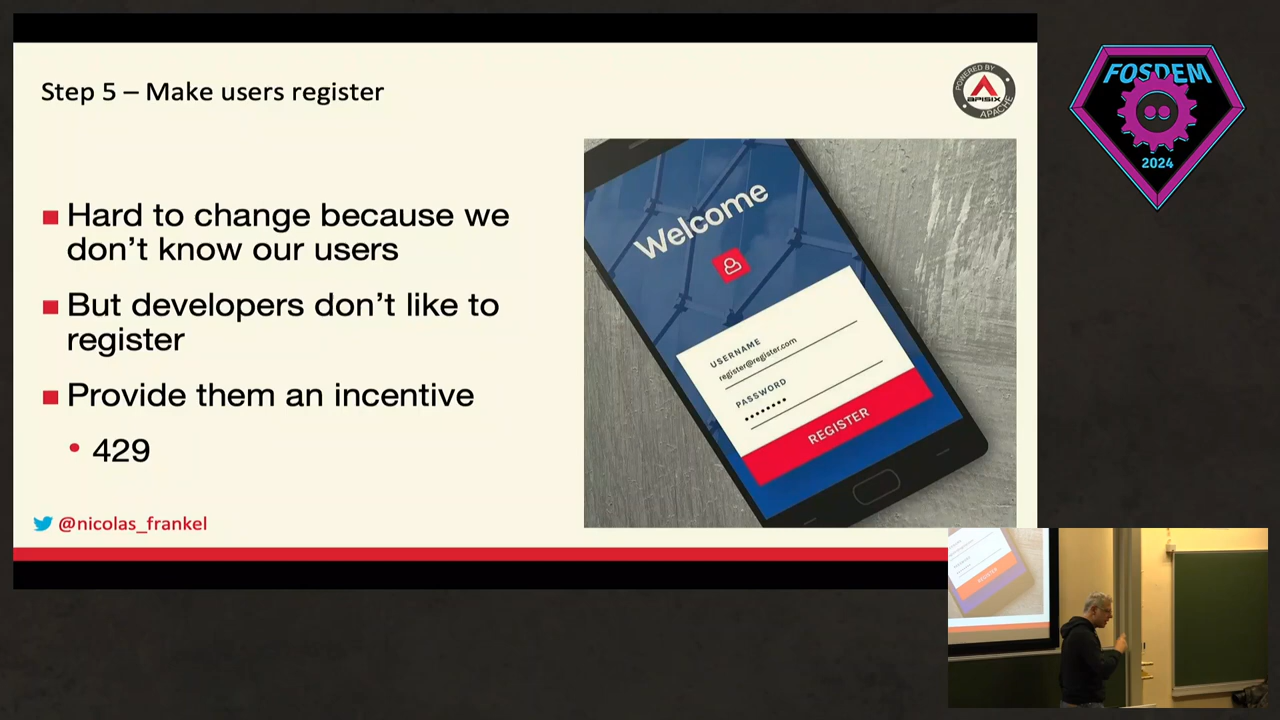 Step 5 – Make users register
POWERED BY
APISIX
APACHE
FOSDEM
2024
Hard to change because we
don't know our users
But developers don't like to
register
Provide them an incentive
429
@nicolas_frankel
Welcome
USERNAME
register@register.com
PASSWORD
REGISTER